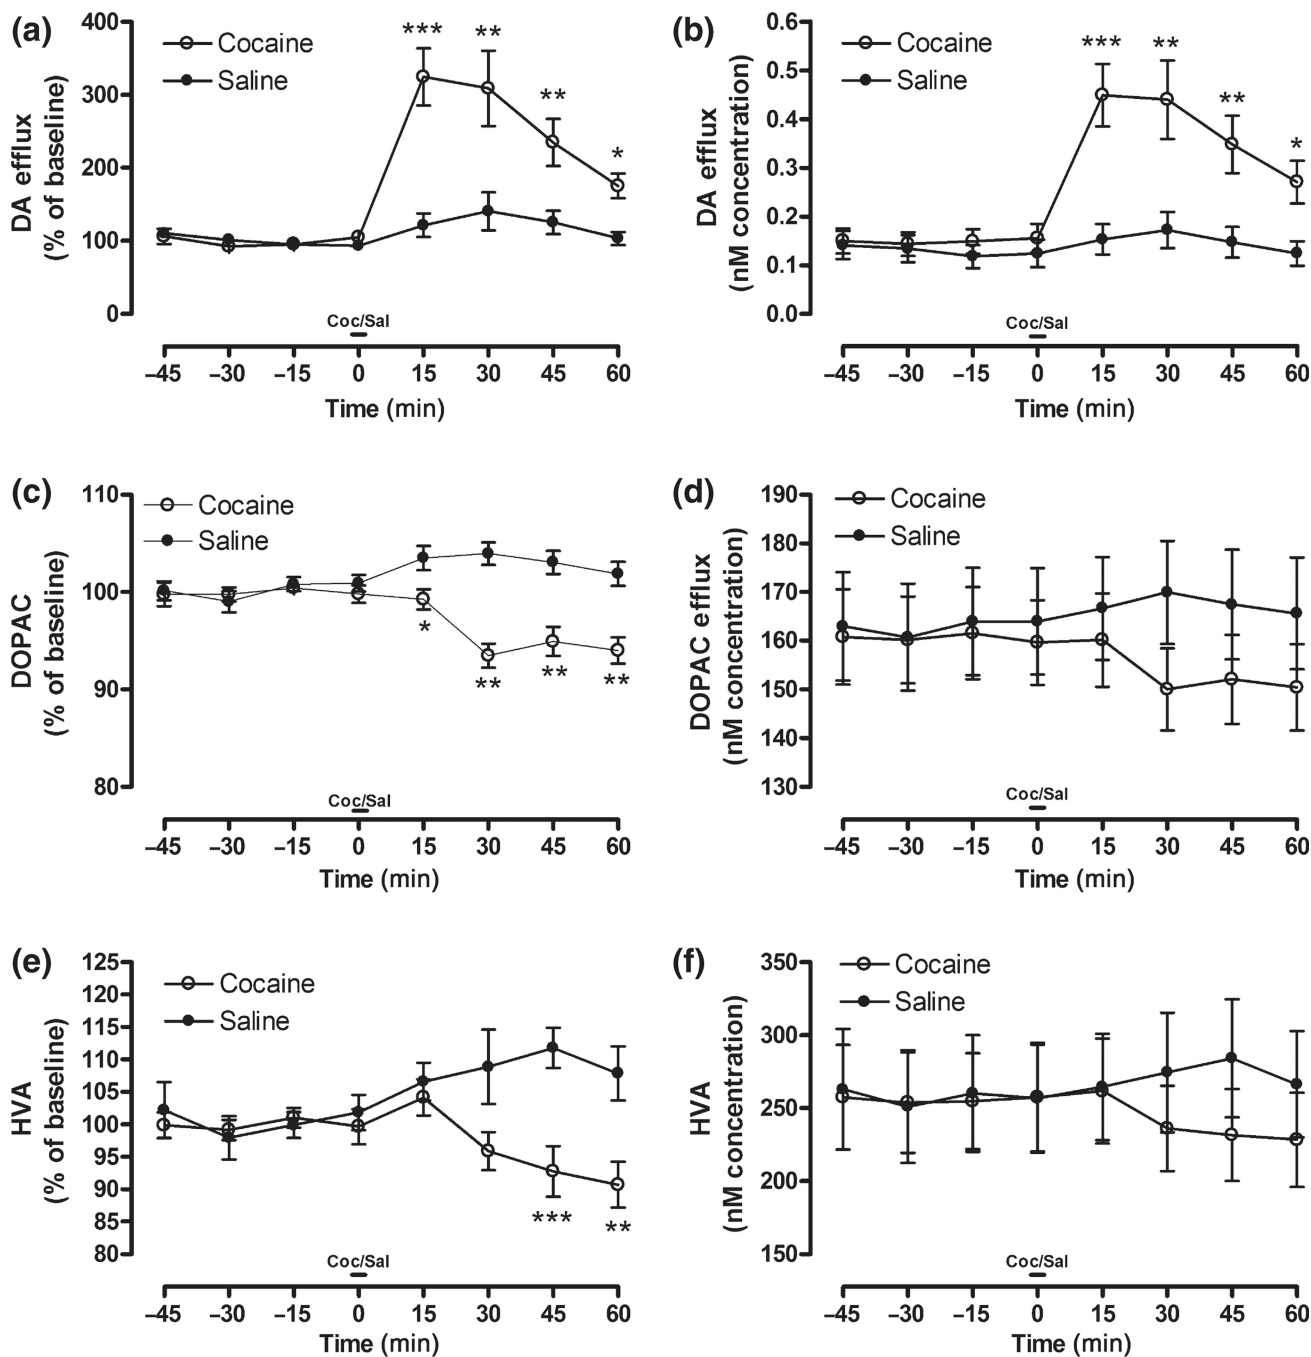 (a)
DA efflux
(% of baseline)
400
300
200
100
0
Cocaine
Saline
***
**
**
*
Coc/Sal
–45 –30 –15 0 15 30 45 60
Time (min)
(b)
DA efflux
(nM concentration)
0.6
0.5
0.4
0.3
0.2
0.1
0.0
Cocaine
Saline
***
**
**
*
Coc/Sal
–45 –30 –15 0 15 30 45 60
Time (min)
(c)
DOPAC
(% of baseline)
110
100
90
80
Cocaine
Saline
*
**
**
**
Coc/Sal
–45 –30 –15 0 15 30 45 60
Time (min)
(d)
DOPAC efflux
(nM concentration)
190
180
170
160
150
140
130
Cocaine
Saline
Coc/Sal
–45 –30 –15 0 15 30 45 60
Time (min)
(e)
HVA
(% of baseline)
125
120
115
110
105
100
95
90
85
80
Cocaine
Saline
***
**
Coc/Sal
–45 –30 –15 0 15 30 45 60
Time (min)
(f)
HVA
(nM concentration)
350
300
250
200
150
Cocaine
Saline
Coc/Sal
–45 –30 –15 0 15 30 45 60
Time (min)